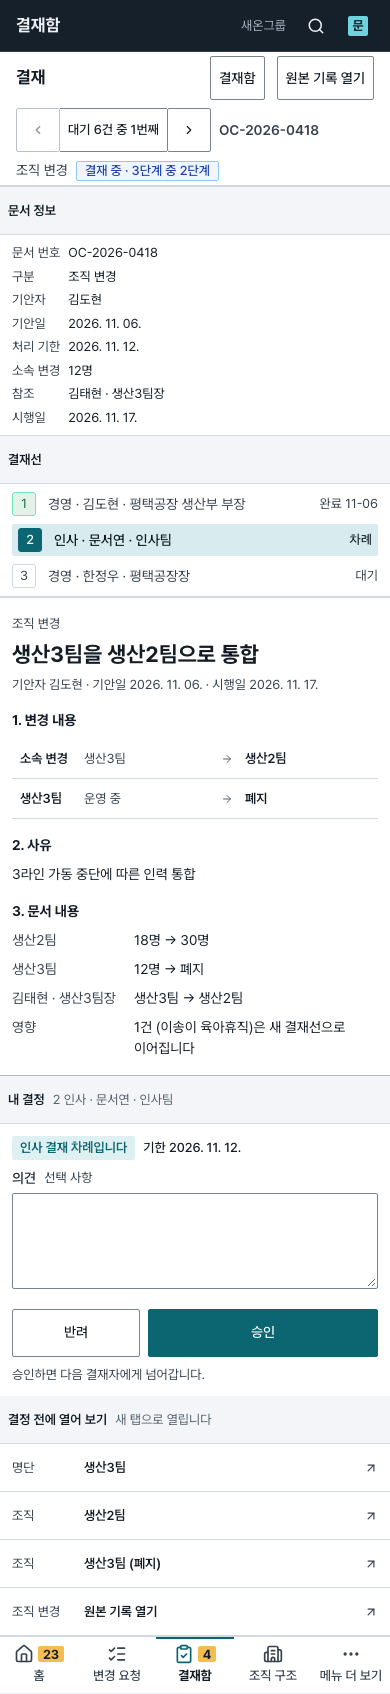 결재함 새온그룹 문
결재 결재함 원본 기록 열기
대기 6건 중 1번째 OC-2026-0418
조직 변경 결재 중 · 3단계 중 2단계
문서 정보
문서 번호 OC-2026-0418
구분 조직 변경
기안자 김도현
기안일 2026. 11. 06.
처리 기한 2026. 11. 12.
소속 변경 12명
참조 김태현 · 생산3팀장
시행일 2026. 11. 17.
결재선
1 경영 · 김도현 · 평택공장 생산부 부장 완료 11-06
2 인사 · 문서연 · 인사팀 차례
3 경영 · 한정우 · 평택공장장 대기
조직 변경
생산3팀을 생산2팀으로 통합
기안자 김도현 · 기안일 2026. 11. 06. · 시행일 2026. 11. 17.
1. 변경 내용
소속 변경 생산3팀 → 생산2팀
생산3팀 운영 중 → 폐지
2. 사유
3라인 가동 중단에 따른 인력 통합
3. 문서 내용
생산2팀 18명 → 30명
생산3팀 12명 → 폐지
김태현 · 생산3팀장 생산3팀 → 생산2팀
영향 1건 (이송이 육아휴직)은 새 결재선으로
이어집니다
내 결정 2 인사 · 문서연 · 인사팀
인사 결재 차례입니다 기한 2026. 11. 12.
의견 선택 사항
반려 승인
승인하면 다음 결재자에게 넘어갑니다.
결정 전에 열어 보기 새 탭으로 열립니다
명단 생산3팀
조직 생산2팀
조직 생산3팀 (폐지)
조직 변경 원본 기록 열기
23 4
홈 변경 요청 결재함 조직 구조 메뉴 더 보기